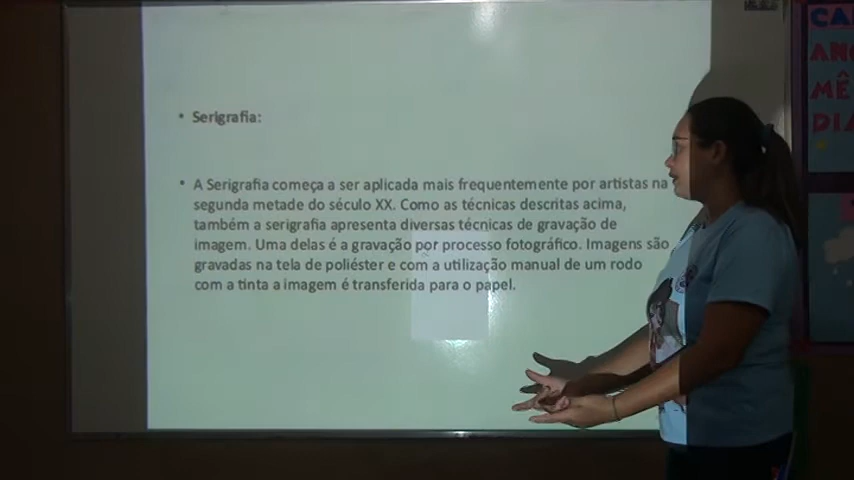 • Serigrafia:
• A Serigrafia começa a ser aplicada mais frequentemente por artistas na
segunda metade do século XX. Como as técnicas descritas acima,
também a serigrafia apresenta diversas técnicas de gravação de
imagem. Uma delas é a gravação por processo fotográfico. Imagens são
gravadas na tela de poliéster e com a utilização manual de um rodo
com a tinta a imagem é transferida para o papel.
MÊ